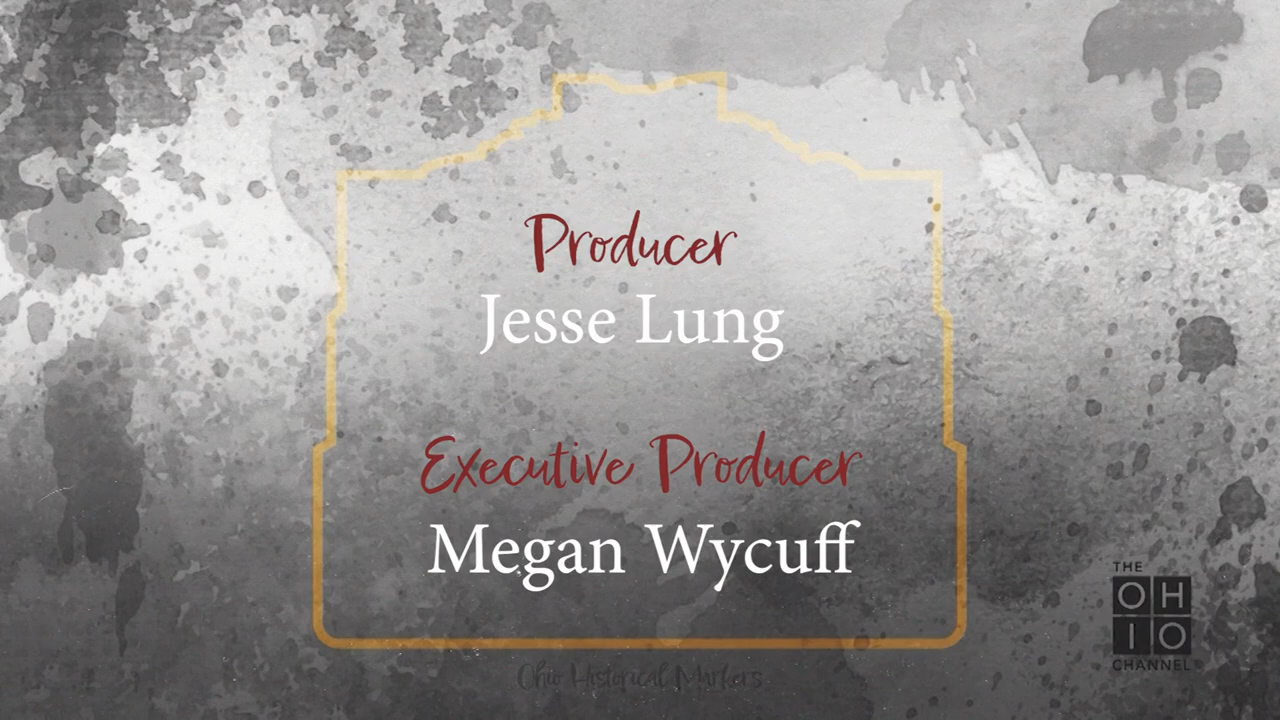 Producer
Jesse Lung
Executive Producer
Megan Wycuff
THE
OH
IO
CHANNEL
Ohio Historical Markers